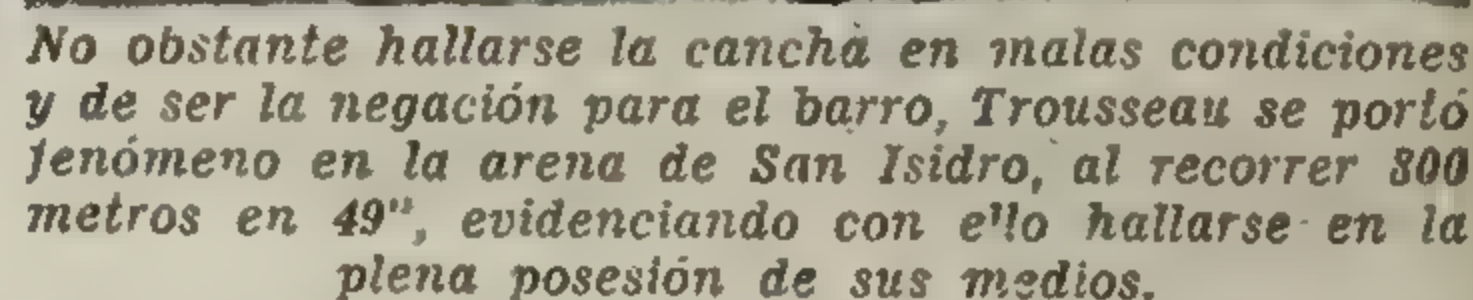 No obstante hallarse la cancha en malas condiciones
y de ser la negación para el barro, Trousseau se portó
fenómeno en la arena de San Isidro, al recorrer 800
metros en 49", evidenciando con ello hallarse en la
plena posesión de sus medios.